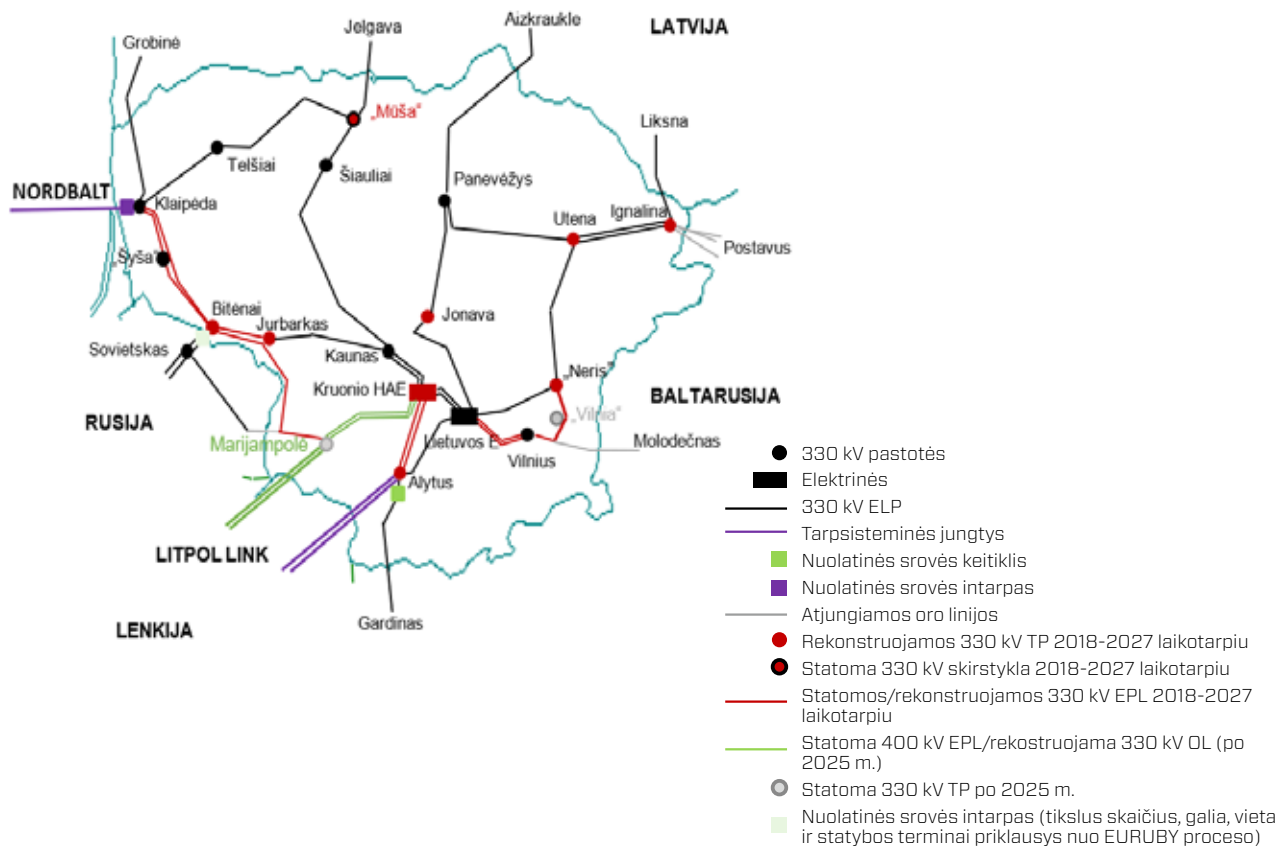 LATVIJA
Aizkraukle
Jelgava
Grobinė
„Mūša“
Liksna
Telšiai
Šiauliai
Panevėžys
NORDBALT
Klaipėda
Utena
Ignalina
Postavus
„Šyša“
Bitėnai
Jurbarkas
Jonava
Sovietskas
Kaunas
„Neris“
Kruonio HAE
BALTARUSIJA
RUSIJA
„Vilnia“
Marijampolė
Lietuvos E
Vilnius
Molodečnas
Alytus
LITPOL LINK
Gardinas
LENKIJA
330 kV pastotės
Elektrinės
330 kV ELP
Tarpsisteminės jungtys
Nuolatinės srovės keitiklis
Nuolatinės srovės intarpas
Atjungiamos oro linijos
Rekonstruojamos 330 kV TP 2018-2027 laikotarpiu
Statoma 330 kV skirstykla 2018-2027 laikotarpiu
Statomos/rekonstruojamos 330 kV EPL 2018-2027
laikotarpiu
Statoma 400 kV EPL/rekostruojama 330 kV OL (po
2025 m.)
Statoma 330 kV TP po 2025 m.
Nuolatinės srovės intarpas (tikslus skaičius, galia, vieta
ir statybos terminai priklausys nuo EURUBY proceso)